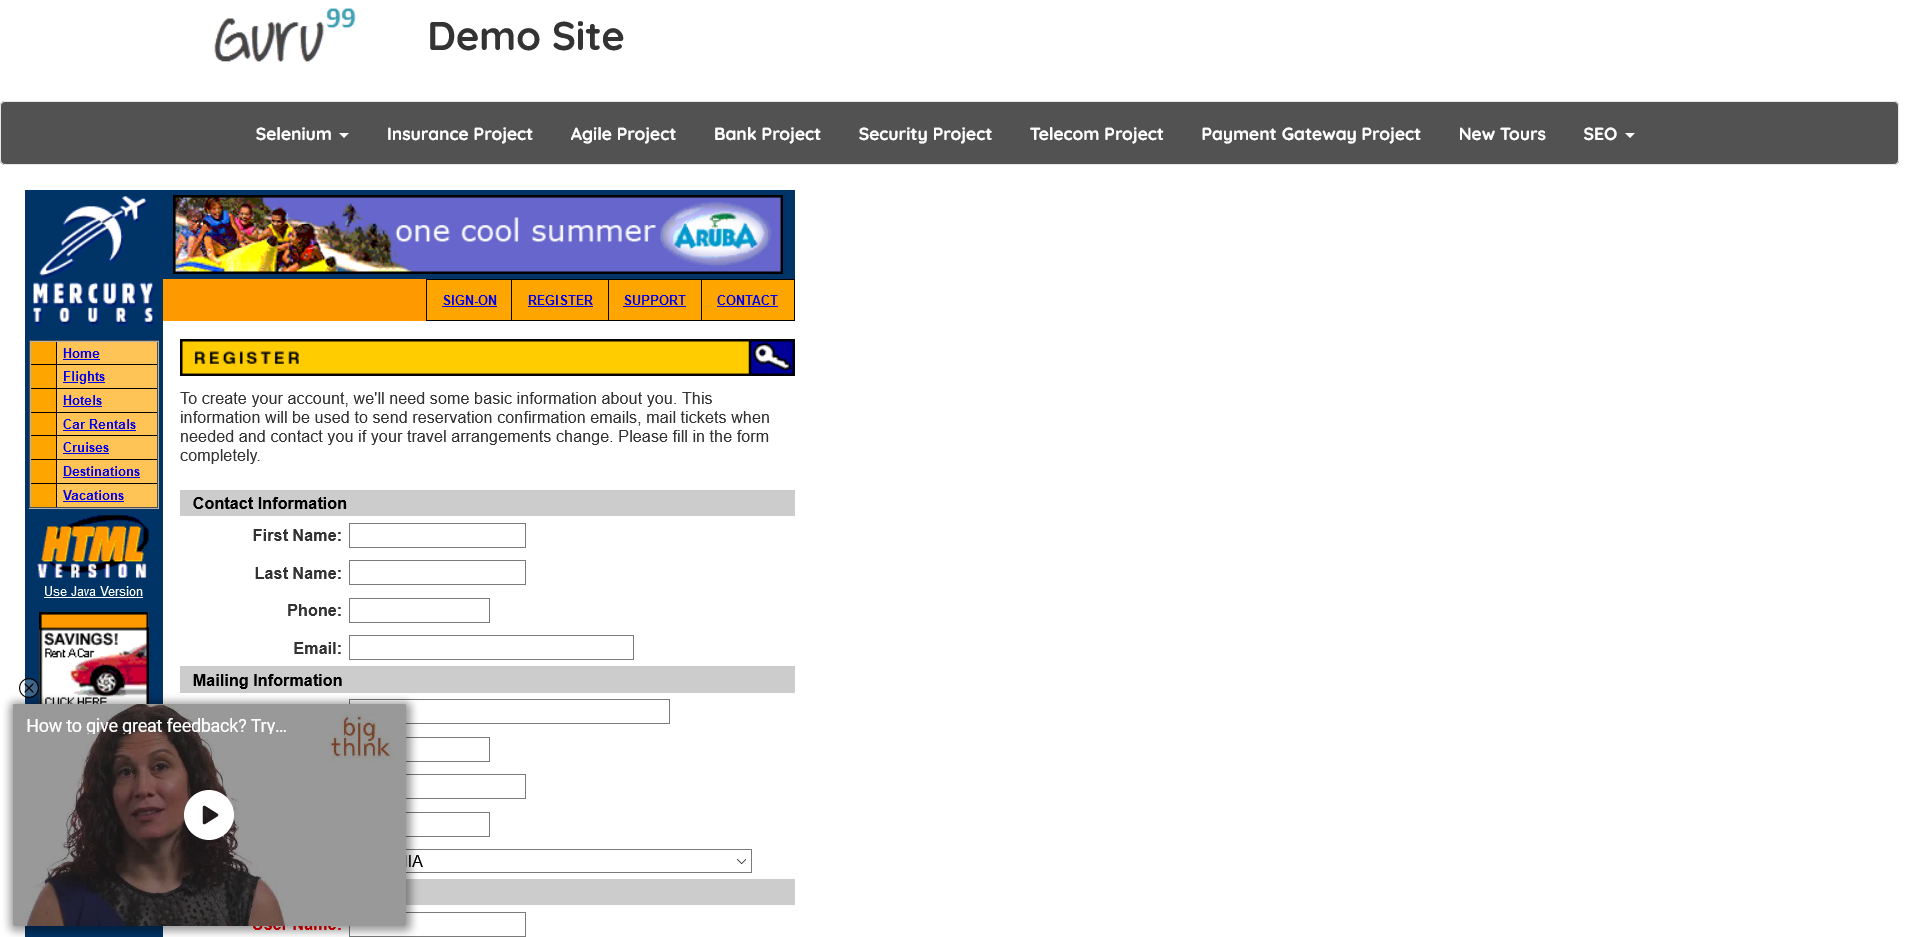 Guru99
Demo Site
Selenium Insurance Project Agile Project Bank Project Security Project Telecom Project Payment Gateway Project New Tours SEO
MERCURY
TOURS
one cool summer ARUBA
SIGN-ON REGISTER SUPPORT CONTACT
Home
Flights
Hotels
Car Rentals
Cruises
Destinations
Vacations
HTML
VERSION
Use Java Version
SAVINGS!
Rent A Car
CLICK HERE
REGISTER
To create your account, we'll need some basic information about you. This
information will be used to send reservation confirmation emails, mail tickets when
needed and contact you if your travel arrangements change. Please fill in the form
completely.
Contact Information
First Name:
Last Name:
Phone:
Email:
Mailing Information
How to give great feedback? Try...
big
think
User Name: